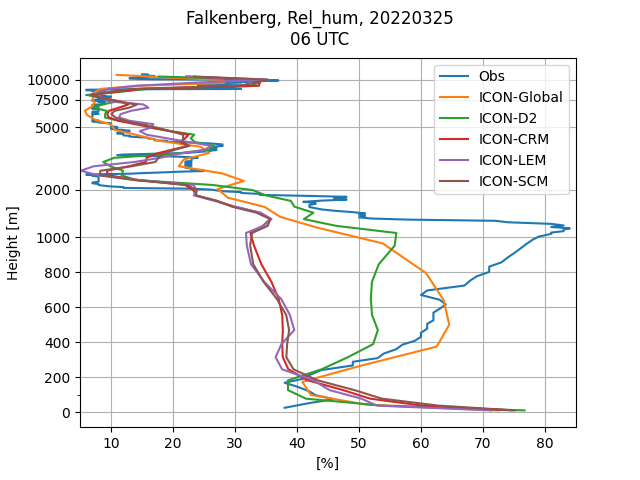 Falkenberg, Rel_hum, 20220325
06 UTC
Obs
ICON-Global
ICON-D2
ICON-CRM
ICON-LEM
ICON-SCM
Height [m]
10000
7500
5000
2000
1000
800
600
400
200
0
10 20 30 40 50 60 70 80
[%]